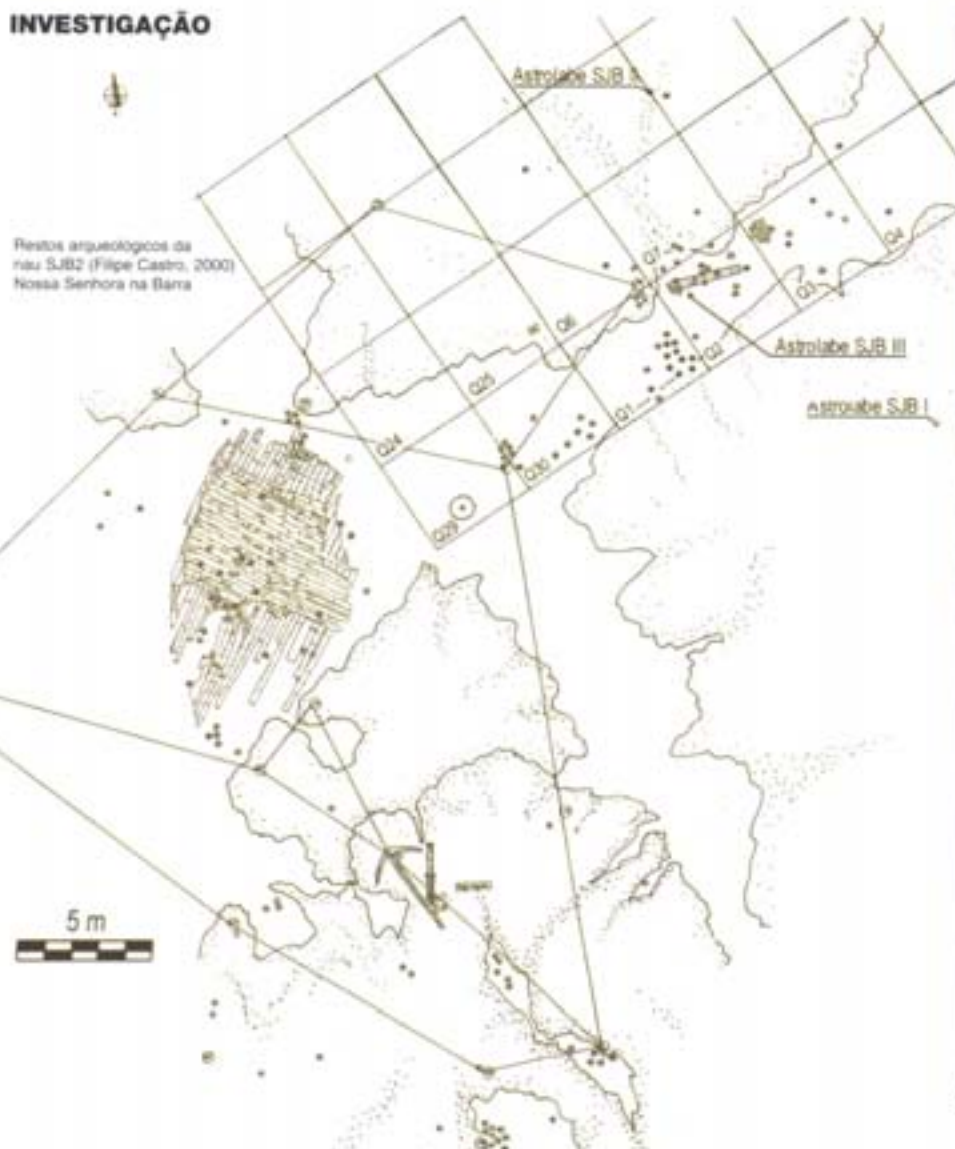 INVESTIGAÇÃO
Astrolabe SJB II
Restos arqueológicos da
nau SJB2 (Filipe Castro, 2000)
Nossa Senhora na Barra
Q4
Q7
Q3
Q6
Q2
Astrolabe SJB III
Q25
Q1
Astrolabe SJB I
Q24
Q30
Q29
5 m